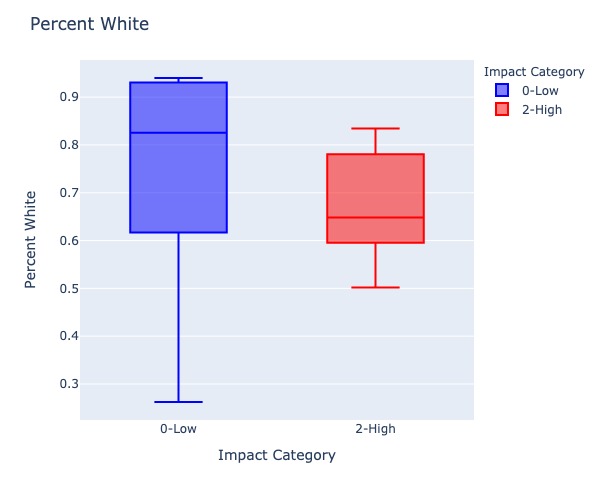 Percent White
Impact Category
0-Low
2-High
Percent White
0.9
0.8
0.7
0.6
0.5
0.4
0.3
0-Low
2-High
Impact Category